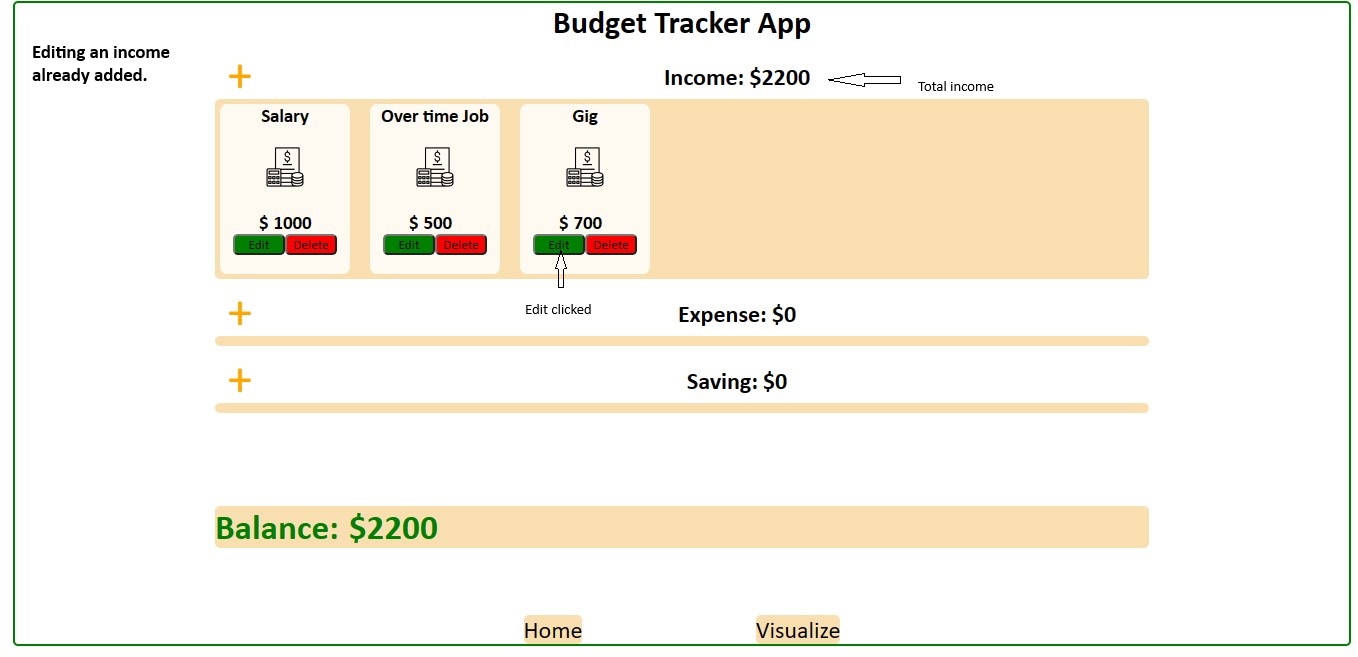 Budget Tracker App
Editing an income
already added.
+
Income: $2200
Total income
Salary
Over time Job
Gig
$
$
$
$ 1000
$ 500
$ 700
Edit
Delete
Edit
Delete
Edit
Delete
Edit clicked
+
Expense: $0
+
Saving: $0
Balance: $2200
Home
Visualize